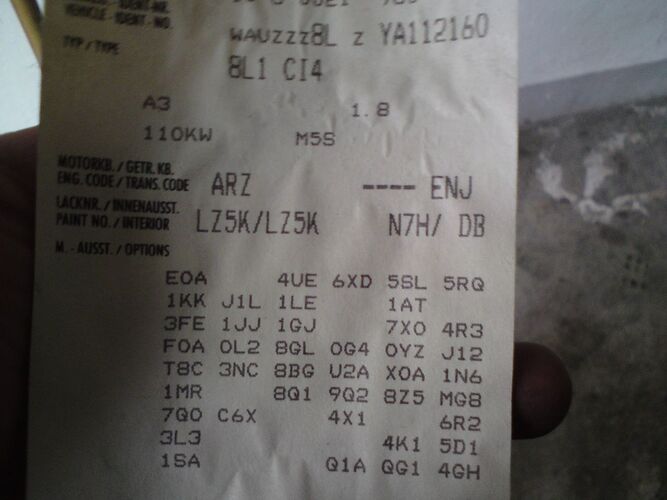 VEHICLE - IDENT.-NO.
WAUZZZ8L Z YA112160
TYP / TYPE
8L1 CI4
A3 1.8
110KW M5S
MOTORKB. / GETR. KB.
ENG. CODE / TRANS. CODE ARZ ---- ENJ
LACKNR. / INNENAUSST.
PAINT NO. / INTERIOR LZ5K/LZ5K N7H/ DB
M. - AUSST. / OPTIONS
E0A 4UE 6XD 5SL 5RQ
1KK J1L 1LE 1AT
3FE 1JJ 1GJ 7X0 4R3
F0A 0L2 8GL 0G4 0YZ J12
T8C 3NC 8BG U2A X0A 1N6
1MR 8Q1 9Q2 8Z5 MG8
7Q0 C6X 4X1 6R2
3L3 4K1 5D1
1SA Q1A QG1 4GH